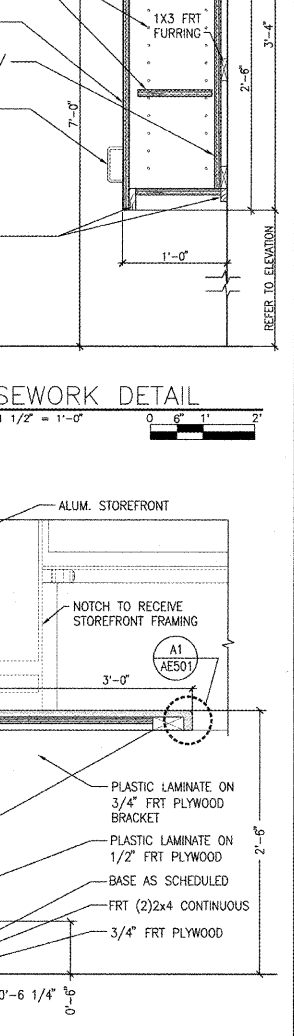 1X3 FRT
FURRING
3'-4"
2'-6"
7'-0"
1'-0"
REFER TO ELEVATION
SEWORK DETAIL
1/2" = 1'-0"
0 6" 1' 2'
ALUM. STOREFRONT
NOTCH TO RECEIVE
STOREFRONT FRAMING
A1
AE501
3'-0"
PLASTIC LAMINATE ON
3/4" FRT PLYWOOD
BRACKET
PLASTIC LAMINATE ON
1/2" FRT PLYWOOD
2'-6"
BASE AS SCHEDULED
FRT (2)2x4 CONTINUOUS
3/4" FRT PLYWOOD
0'-6 1/4"
0'-6"